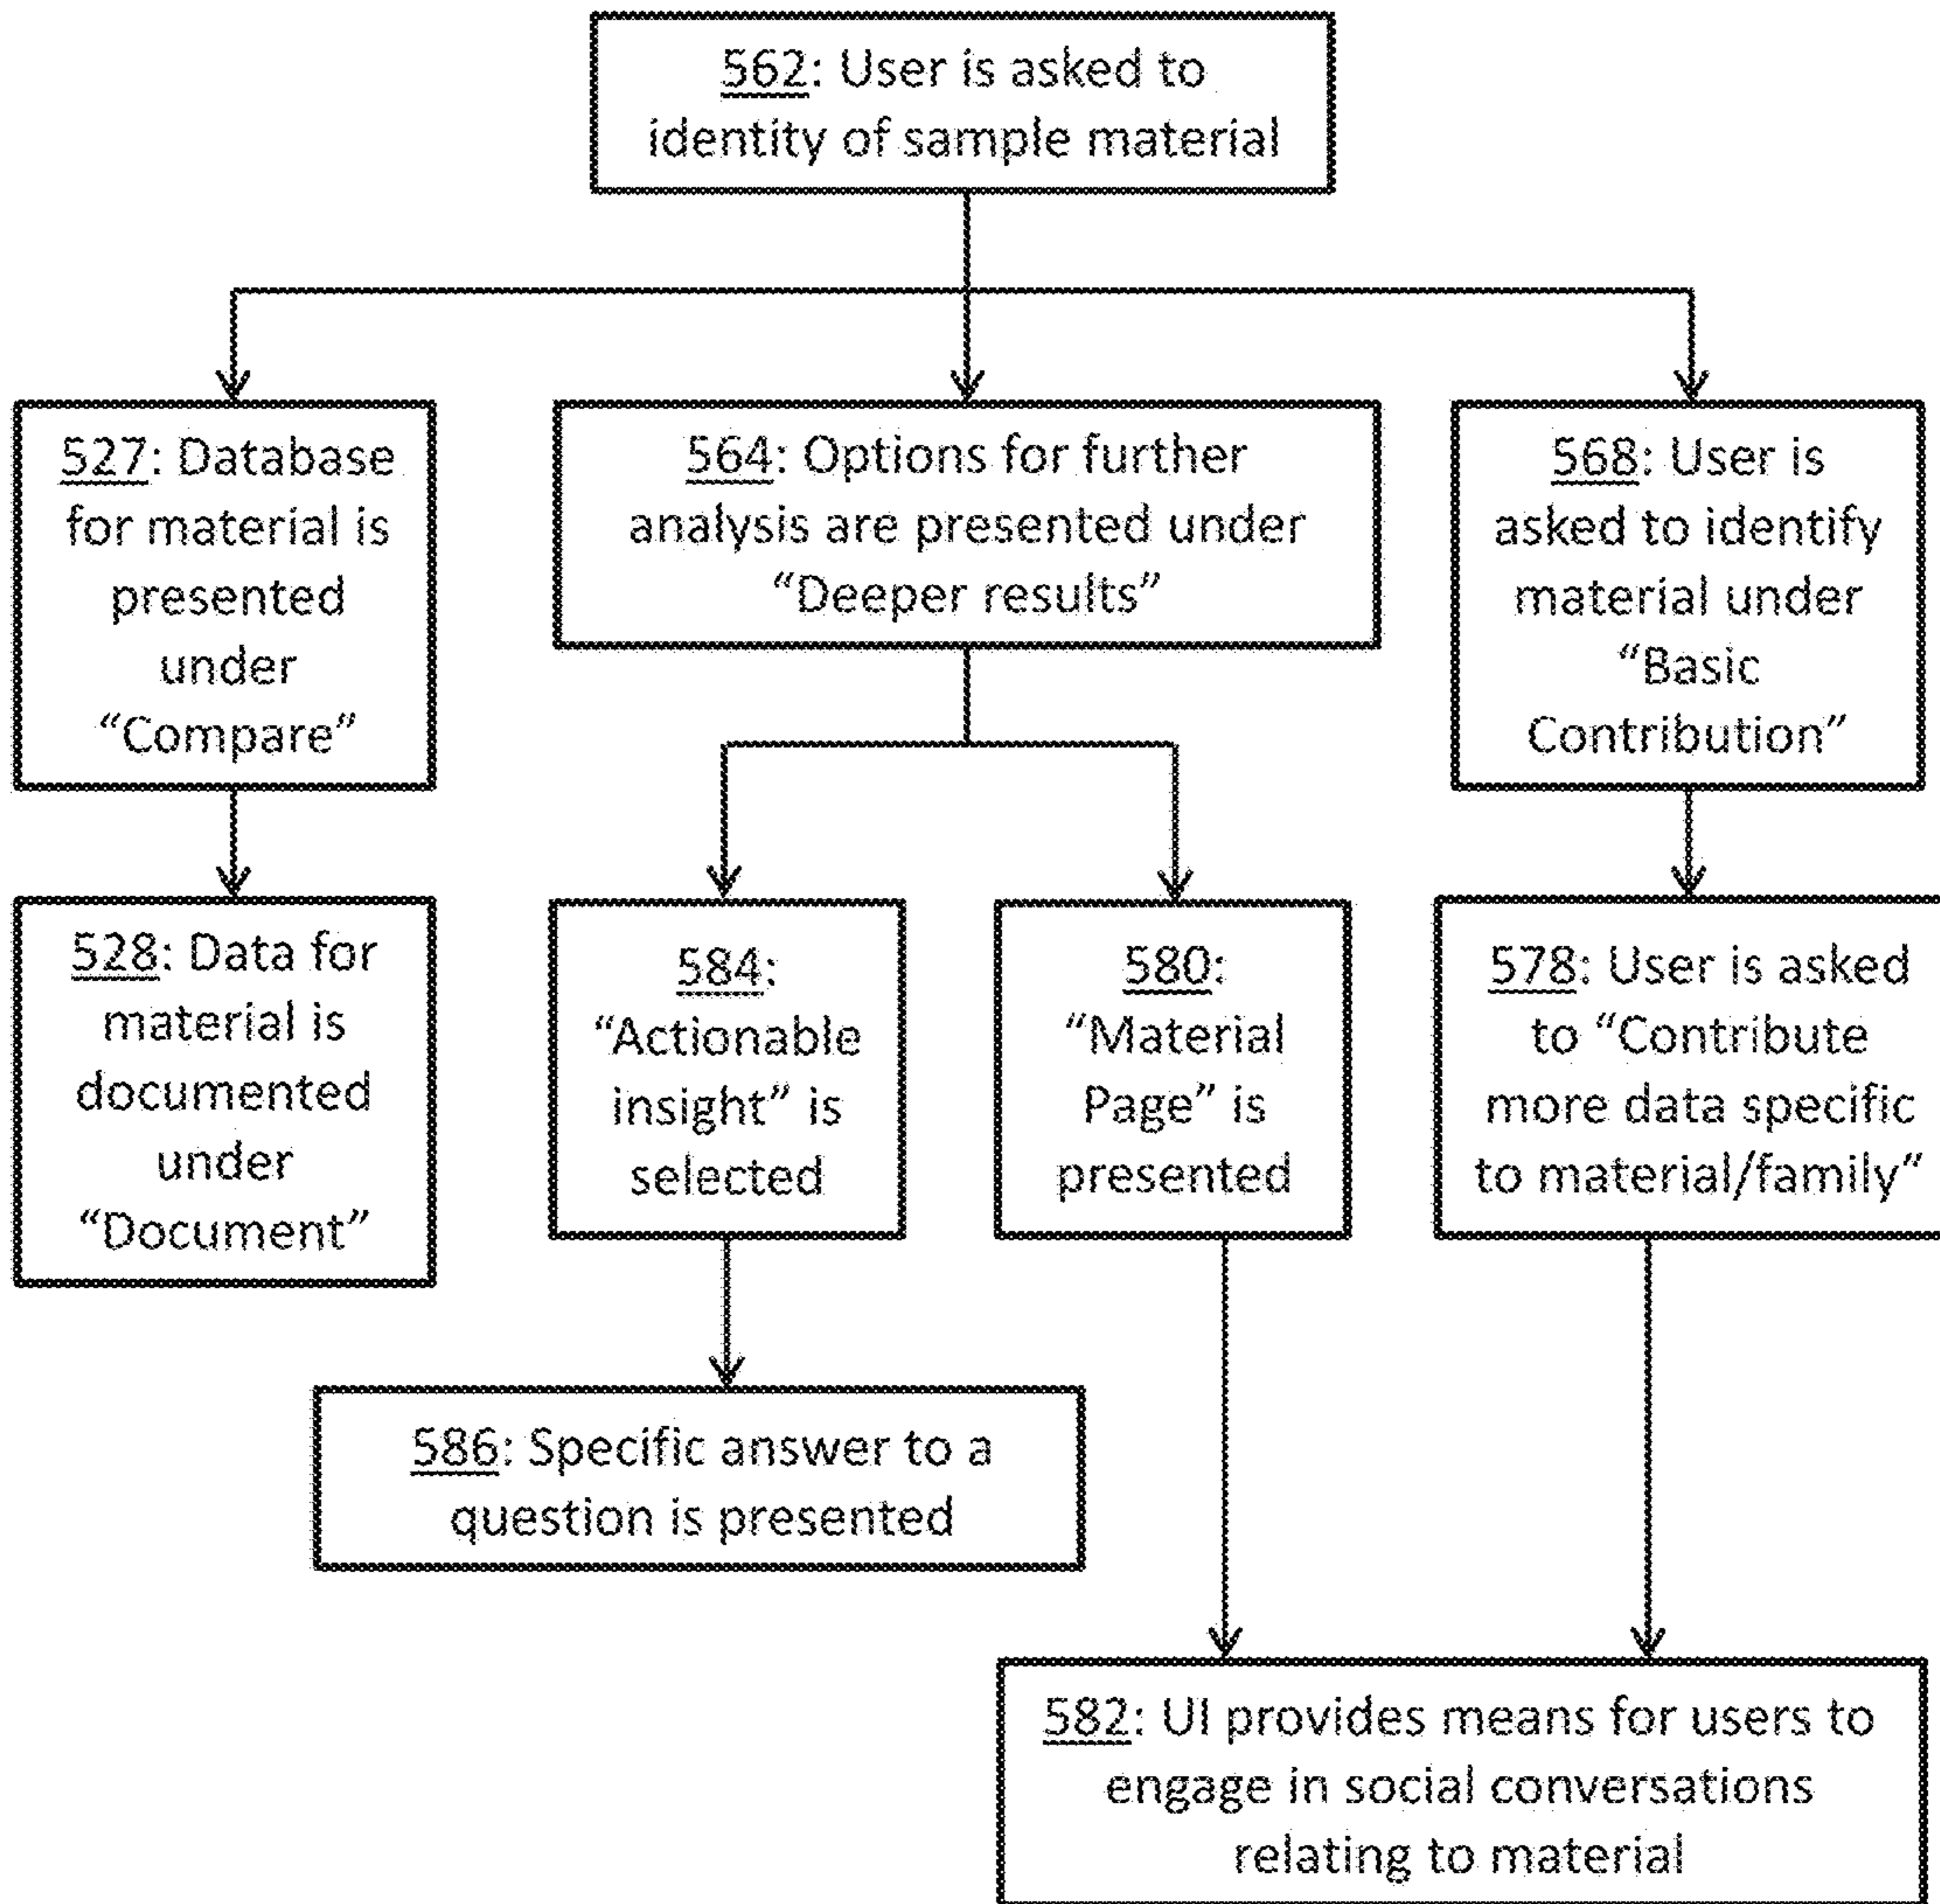 562: User is asked to
identity of sample material
527: Database
for material is
presented
under
“Compare”
564: Options for further
analysis are presented under
“Deeper results”
568: User is
asked to identify
material under
“Basic
Contribution”
528: Data for
material is
documented
under
“Document”
584:
“Actionable
insight” is
selected
580:
“Material
Page” is
presented
578: User is asked
to “Contribute
more data specific
to material/family”
586: Specific answer to a
question is presented
582: UI provides means for users to
engage in social conversations
relating to material